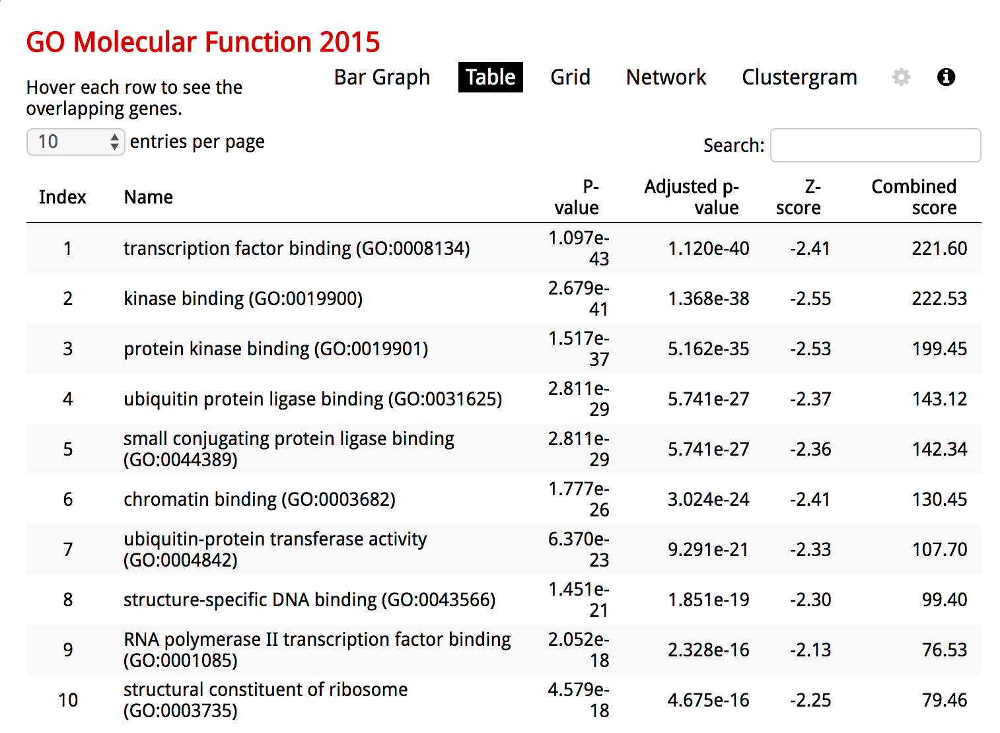 GO Molecular Function 2015
Bar Graph Table Grid Network Clustergram
Hover each row to see the
overlapping genes.
10 entries per page
Search:
Index Name P-value Adjusted p-value Z-score Combined score
1 transcription factor binding (GO:0008134) 1.097e-43 1.120e-40 -2.41 221.60
2 kinase binding (GO:0019900) 2.679e-41 1.368e-38 -2.55 222.53
3 protein kinase binding (GO:0019901) 1.517e-37 5.162e-35 -2.53 199.45
4 ubiquitin protein ligase binding (GO:0031625) 2.811e-29 5.741e-27 -2.37 143.12
5 small conjugating protein ligase binding (GO:0044389) 2.811e-29 5.741e-27 -2.36 142.34
6 chromatin binding (GO:0003682) 1.777e-26 3.024e-24 -2.41 130.45
7 ubiquitin-protein transferase activity (GO:0004842) 6.370e-23 9.291e-21 -2.33 107.70
8 structure-specific DNA binding (GO:0043566) 1.451e-21 1.851e-19 -2.30 99.40
9 RNA polymerase II transcription factor binding (GO:0001085) 2.052e-18 2.328e-16 -2.13 76.53
10 structural constituent of ribosome (GO:0003735) 4.579e-18 4.675e-16 -2.25 79.46